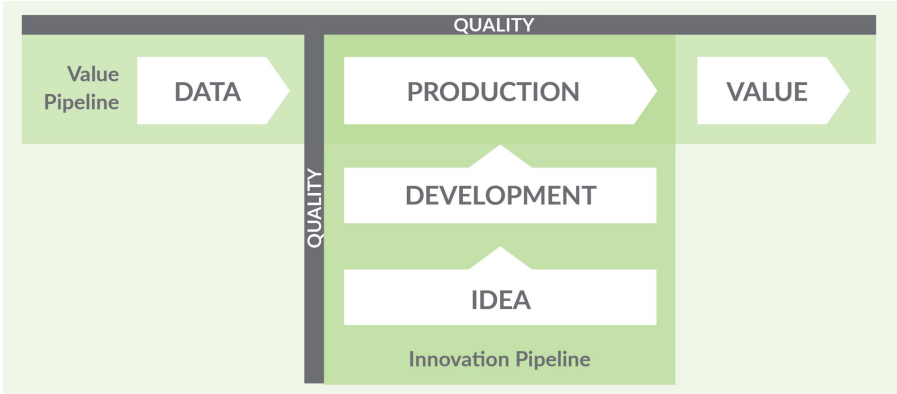 QUALITY
Value
Pipeline
DATA
PRODUCTION
VALUE
QUALITY
DEVELOPMENT
IDEA
Innovation Pipeline